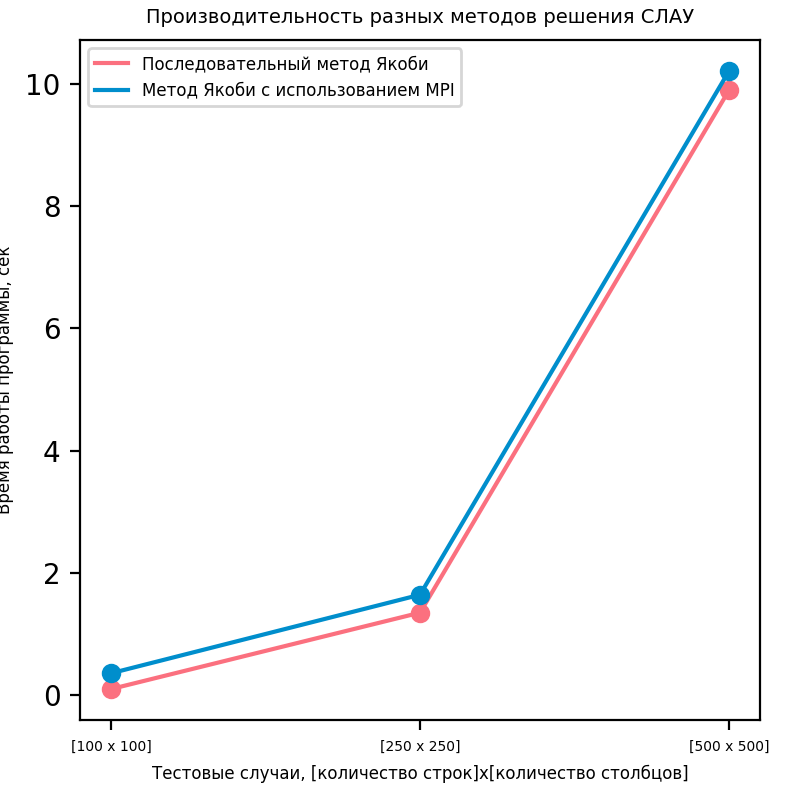 Производительность разных методов решения СЛАУ
Последовательный метод Якоби
Метод Якоби с использованием MPI
10
8
6
4
2
0
Время работы программы, сек
[100 x 100]
[250 x 250]
[500 x 500]
Тестовые случаи, [количество строк]x[количество столбцов]